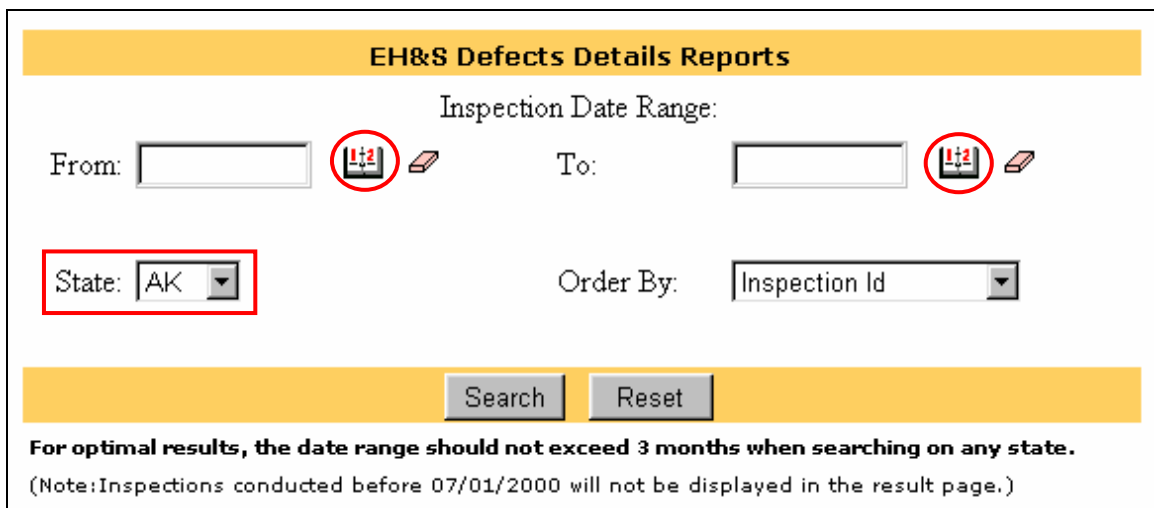 EH&S Defects Details Reports
Inspection Date Range:
From: To:
State: AK Order By: Inspection Id
Search Reset
For optimal results, the date range should not exceed 3 months when searching on any state.
(Note:Inspections conducted before 07/01/2000 will not be displayed in the result page.)